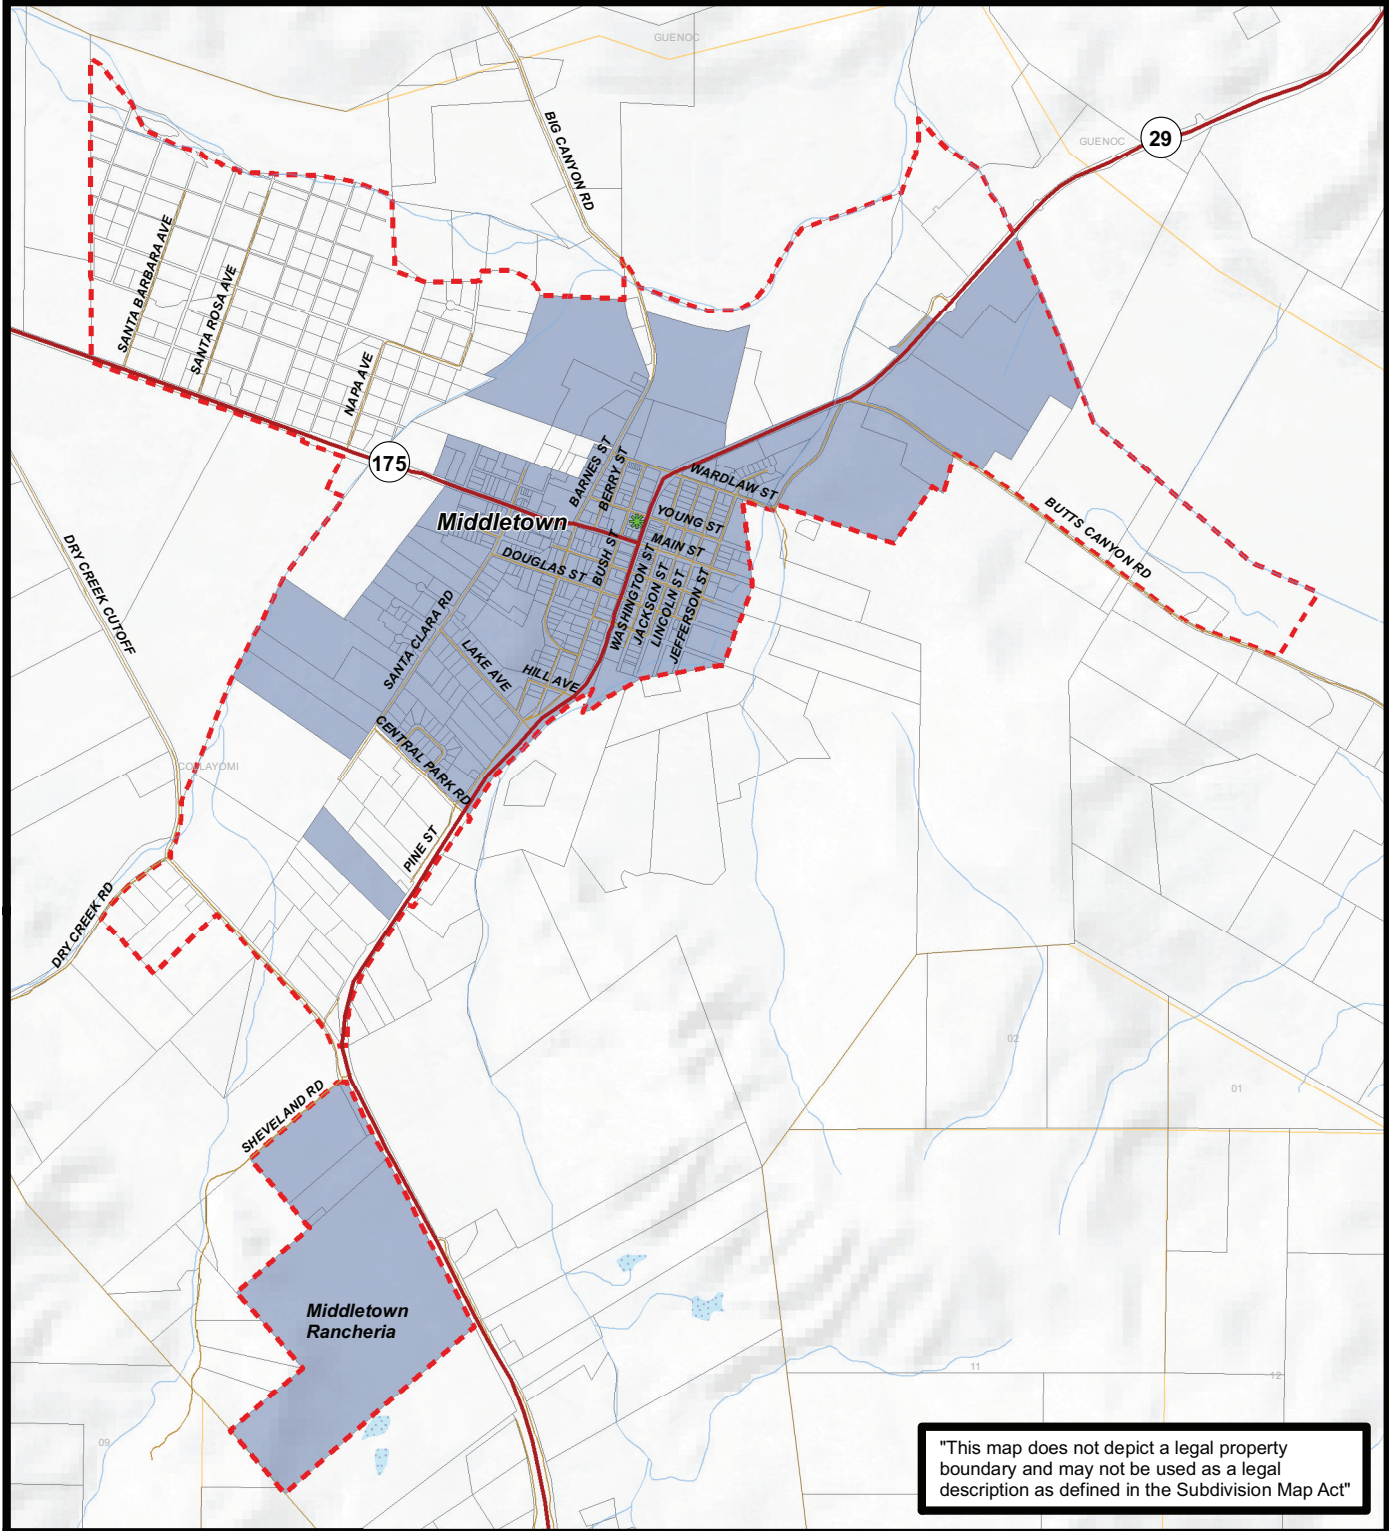 GUENOC
BIG CANYON RD
GUENOC
29
SANTA BARBARA AVE
SANTA ROSA AVE
NAPA AVE
175
BARNES ST
BERRY ST
WARDLAW ST
YOUNG ST
Middletown
MAIN ST
BUSH ST
DOUGLAS ST
WASHINGTON ST
JACKSON ST
LINCOLN ST
JEFFERSON ST
BUTTS CANYON RD
DRY CREEK CUTOFF
SANTA CLARA RD
LAKE AVE
HILL AVE
CENTRAL PARK RD
COLLAYOMI
PINE ST
DRY CREEK RD
02
01
SHEVELAND RD
Middletown
Rancheria
11
12
09
"This map does not depict a legal property
boundary and may not be used as a legal
description as defined in the Subdivision Map Act"